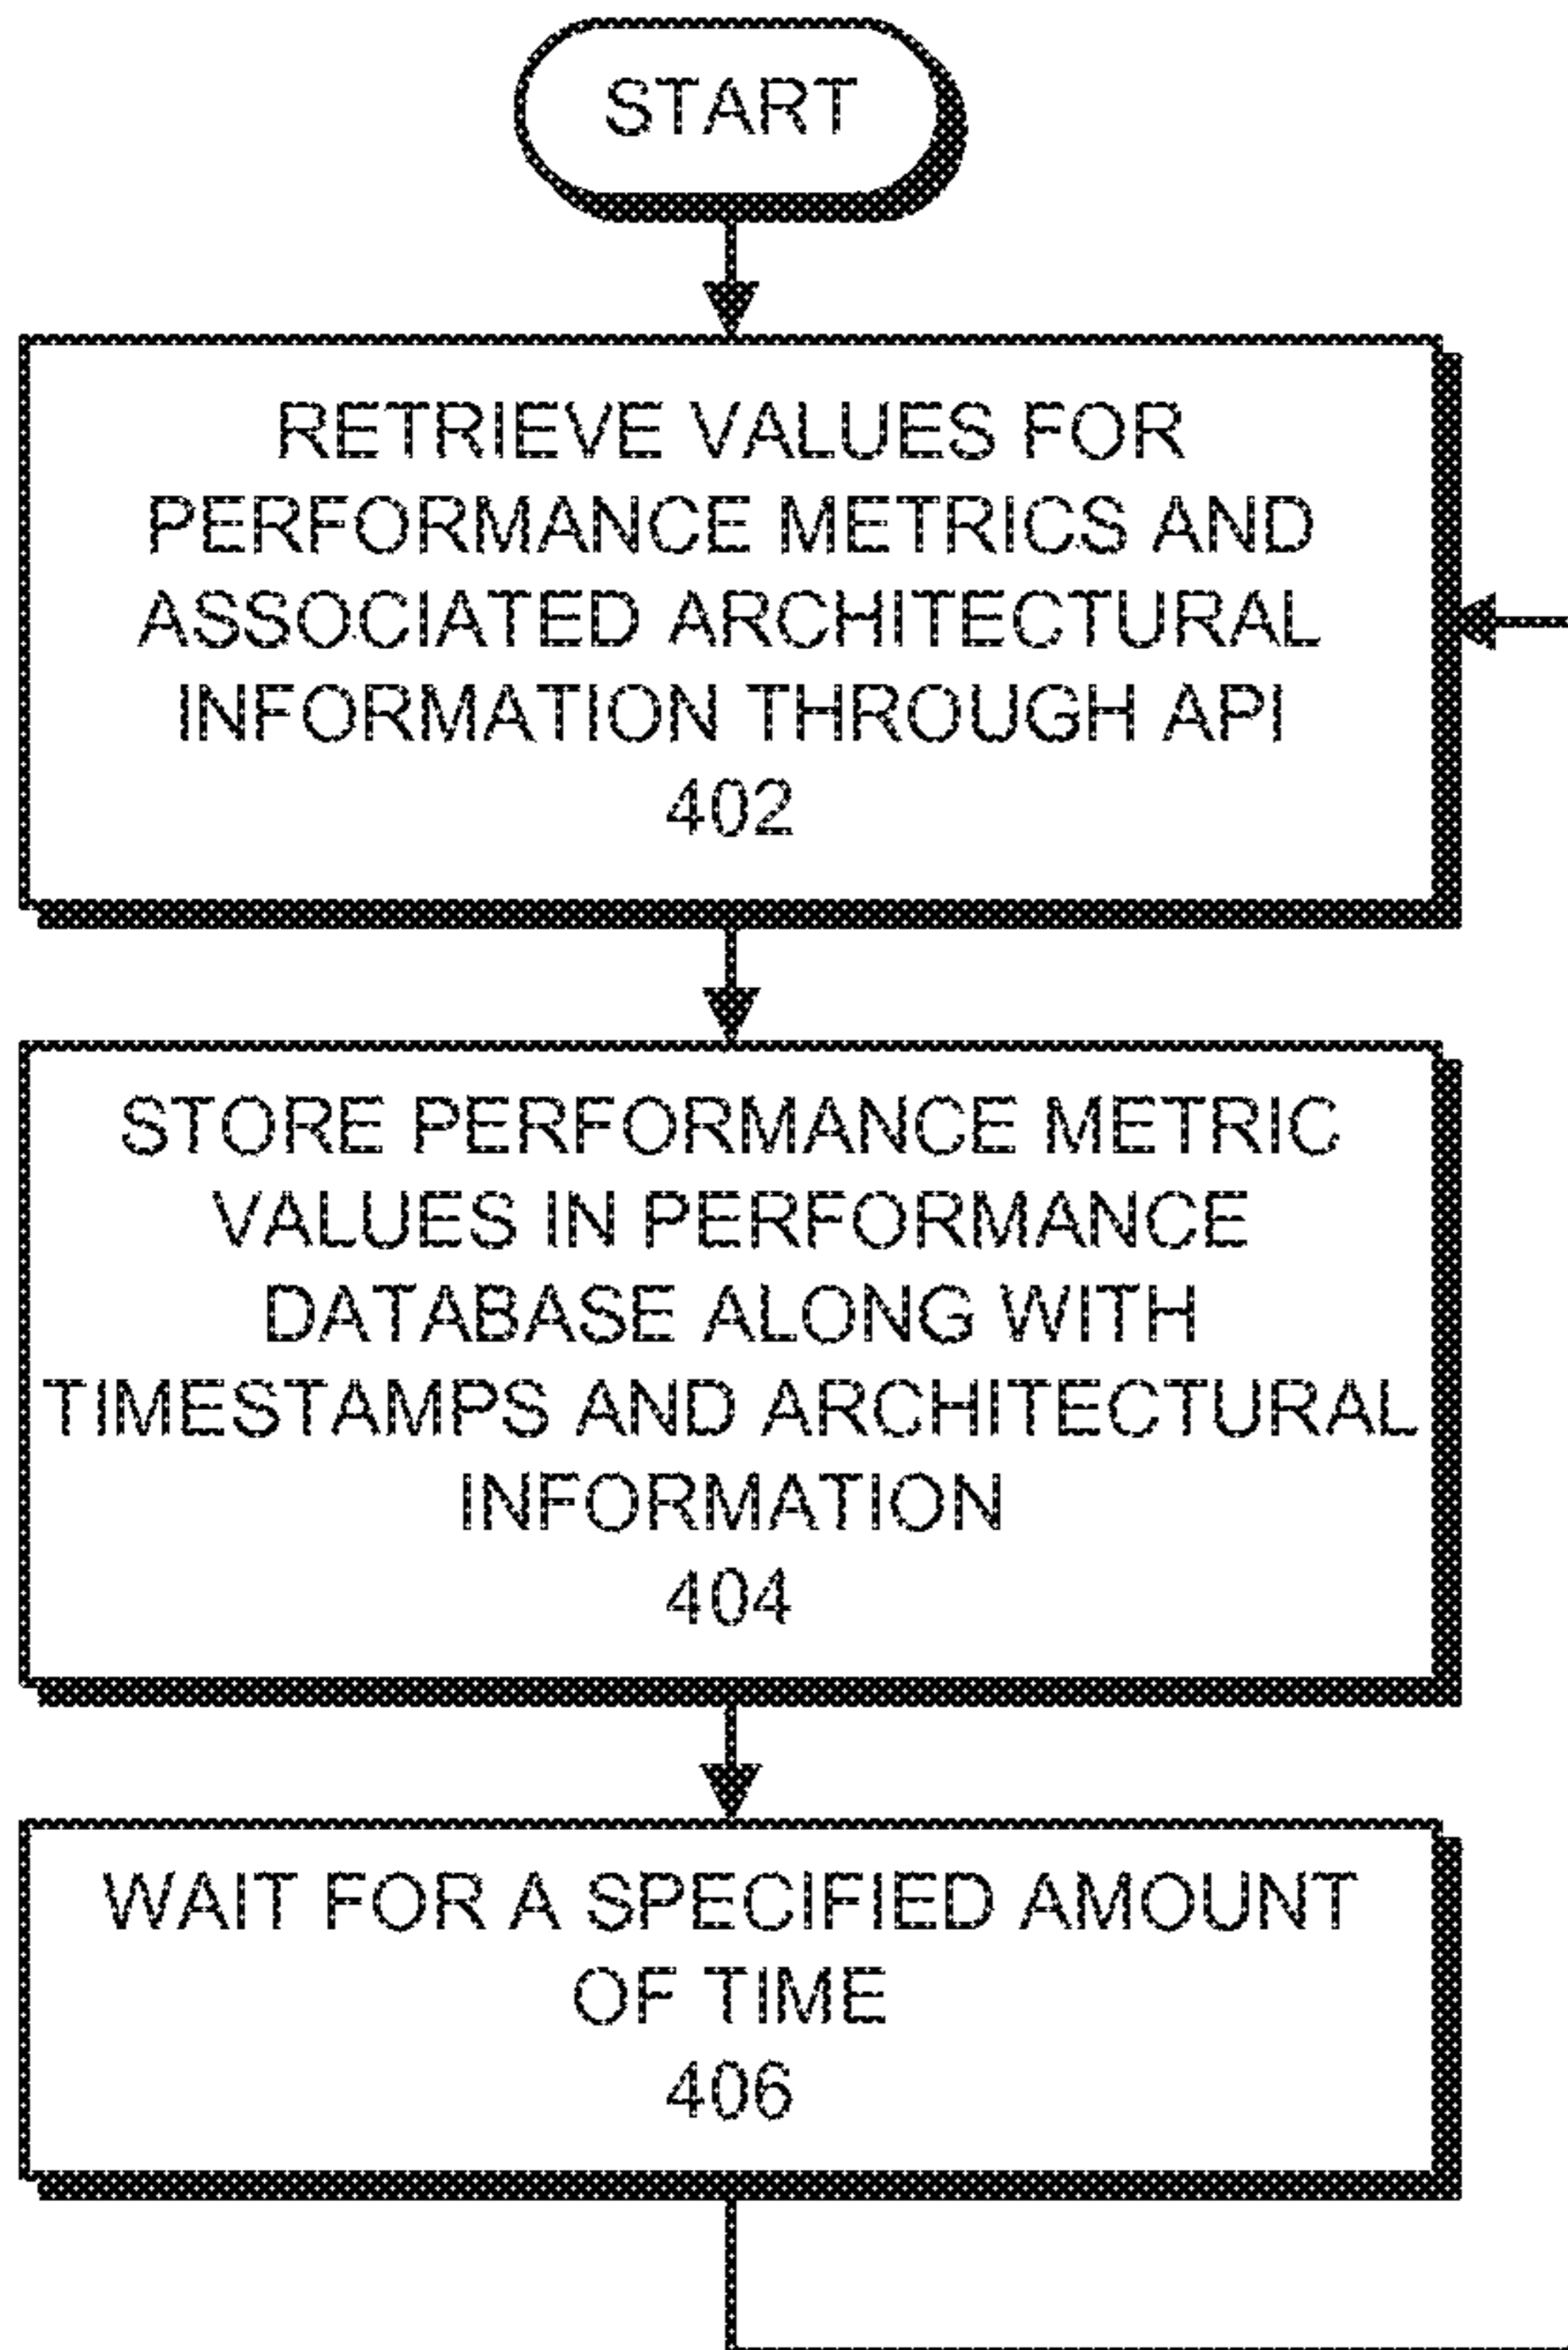 START
RETRIEVE VALUES FOR
PERFORMANCE METRICS AND
ASSOCIATED ARCHITECTURAL
INFORMATION THROUGH API
402
STORE PERFORMANCE METRIC
VALUES IN PERFORMANCE
DATABASE ALONG WITH
TIMESTAMPS AND ARCHITECTURAL
INFORMATION
404
WAIT FOR A SPECIFIED AMOUNT
OF TIME
406